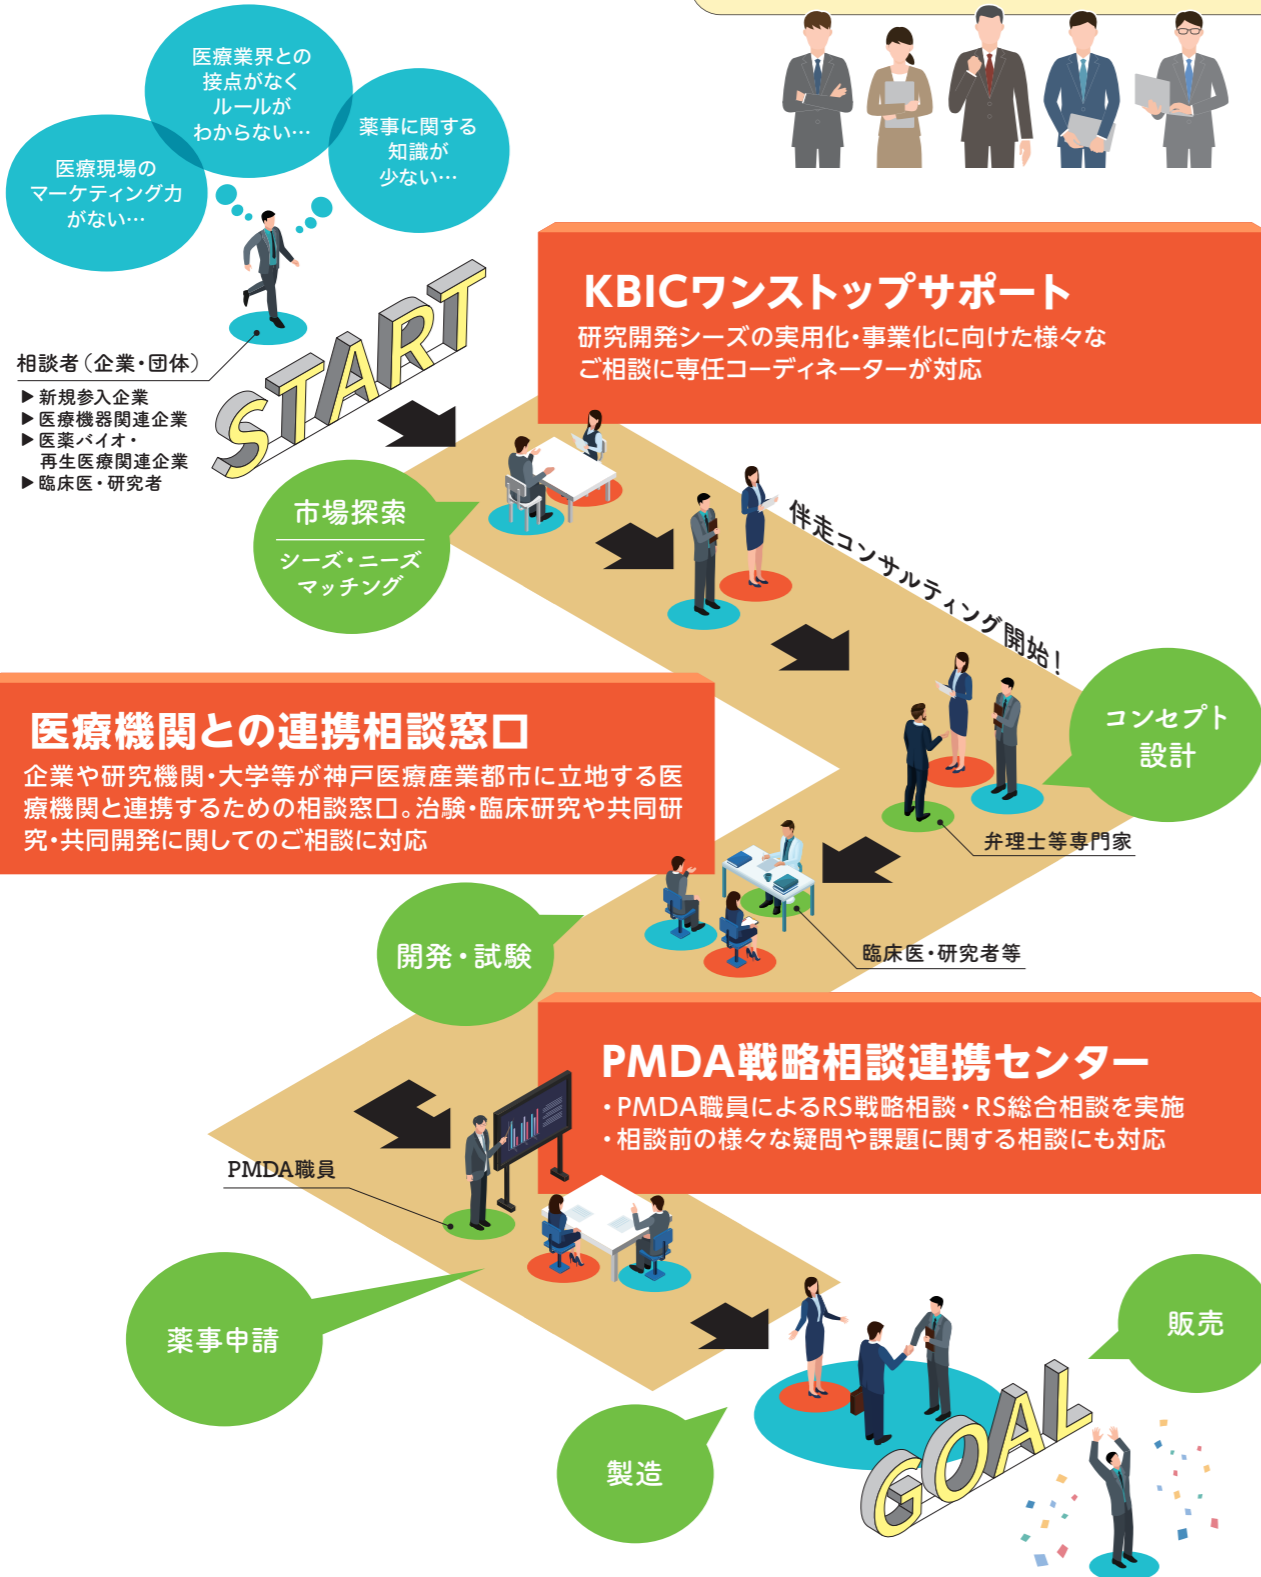 医療業界との
接点がなく
ルールが
わからない…
薬事に関する
知識が
少ない…
医療現場の
マーケティング力
がない…
START
相談者（企業・団体）
▶新規参入企業
▶医療機器関連企業
▶医薬バイオ・
再生医療関連企業
▶臨床医・研究者
KBICワンストップサポート
研究開発シーズの実用化・事業化に向けた様々な
ご相談に専任コーディネーターが対応
市場探索
シーズ・ニーズ
マッチング
伴走コンサルティング開始！
コンセプト
設計
弁理士等専門家
医療機関との連携相談窓口
企業や研究機関・大学等が神戸医療産業都市に立地する医
療機関と連携するための相談窓口。治験・臨床研究や共同研
究・共同開発に関してのご相談に対応
臨床医・研究者等
開発・試験
PMDA戦略相談連携センター
・PMDA職員によるRS戦略相談・RS総合相談を実施
・相談前の様々な疑問や課題に関する相談にも対応
PMDA職員
薬事申請
製造
販売
GOAL